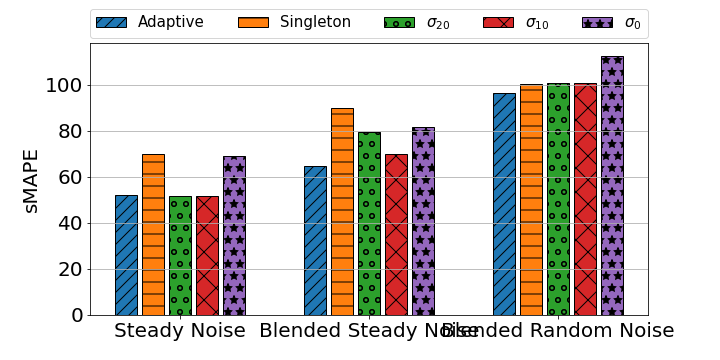 Adaptive Singleton σ20 σ10 σ0
sMAPE
100
80
60
40
20
0
Steady Noise Blended Steady Noise Blended Random Noise